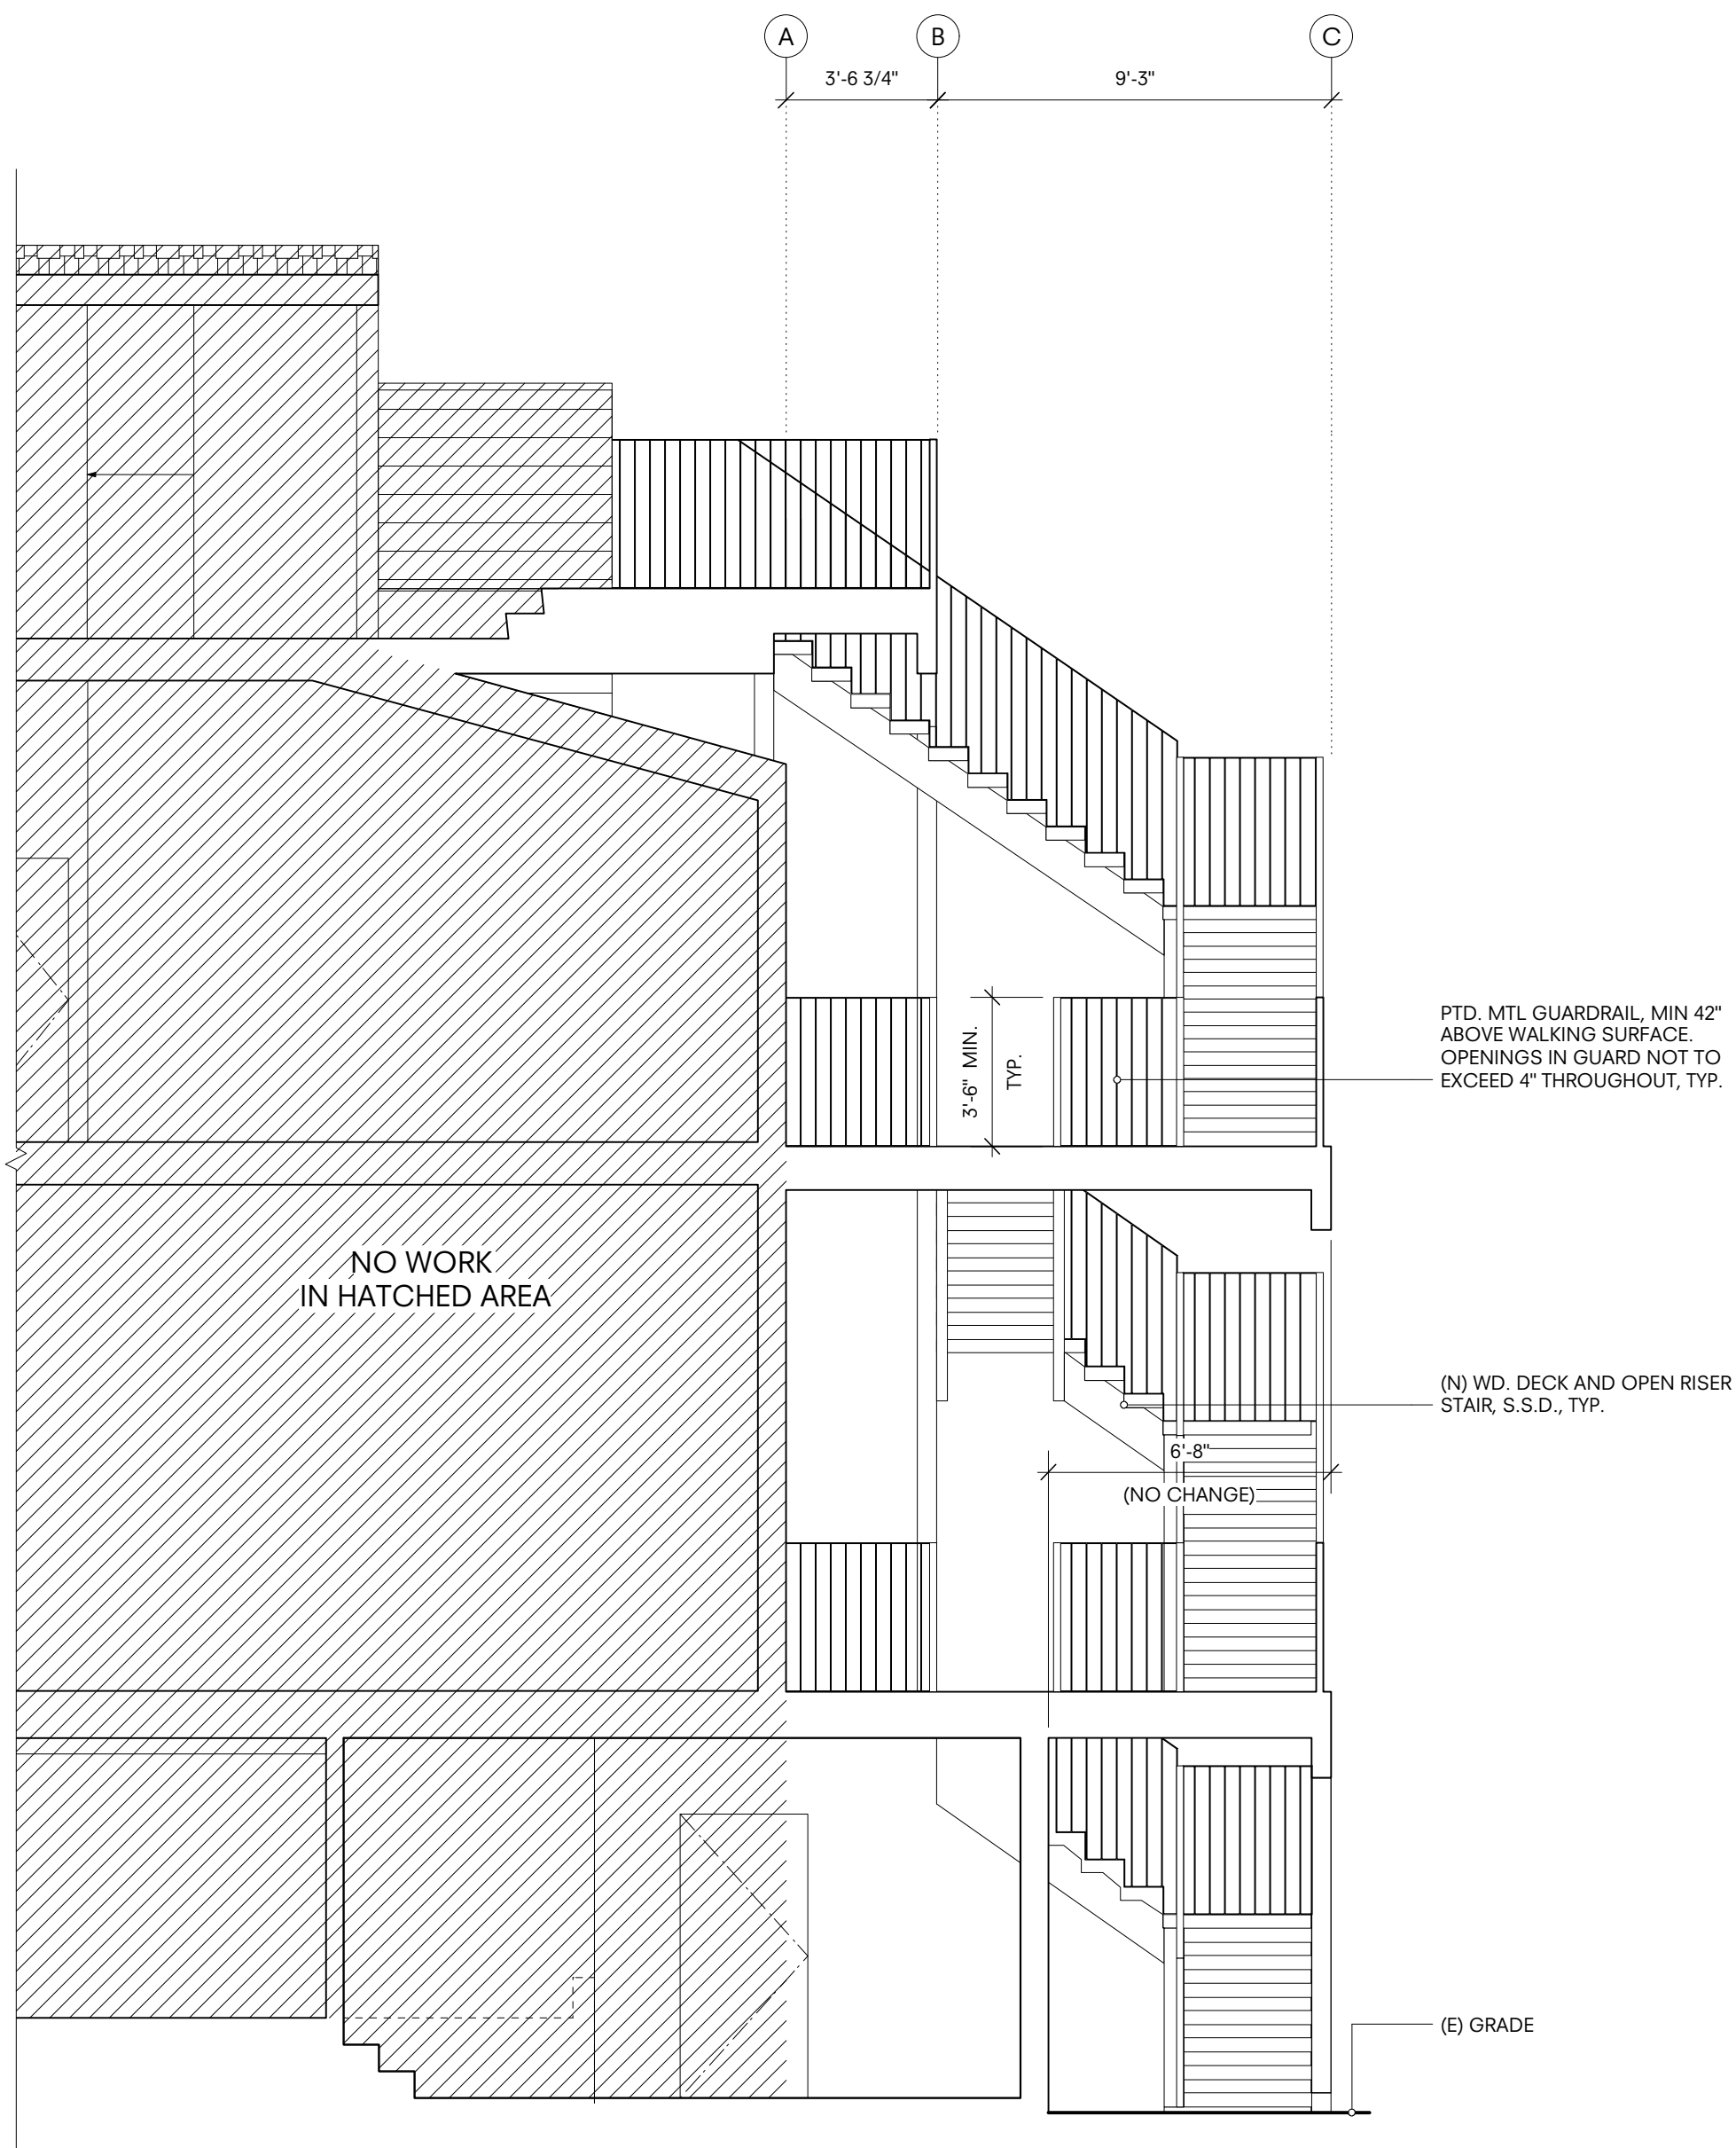 A
B
C
3'-6 3/4"
9'-3"
3'-6" MIN.
TYP.
PTD. MTL GUARDRAIL, MIN 42"
ABOVE WALKING SURFACE.
OPENINGS IN GUARD NOT TO
EXCEED 4" THROUGHOUT, TYP.
NO WORK
IN HATCHED AREA
(N) WD. DECK AND OPEN RISER
STAIR, S.S.D., TYP.
6'-8"
(NO CHANGE)
(E) GRADE